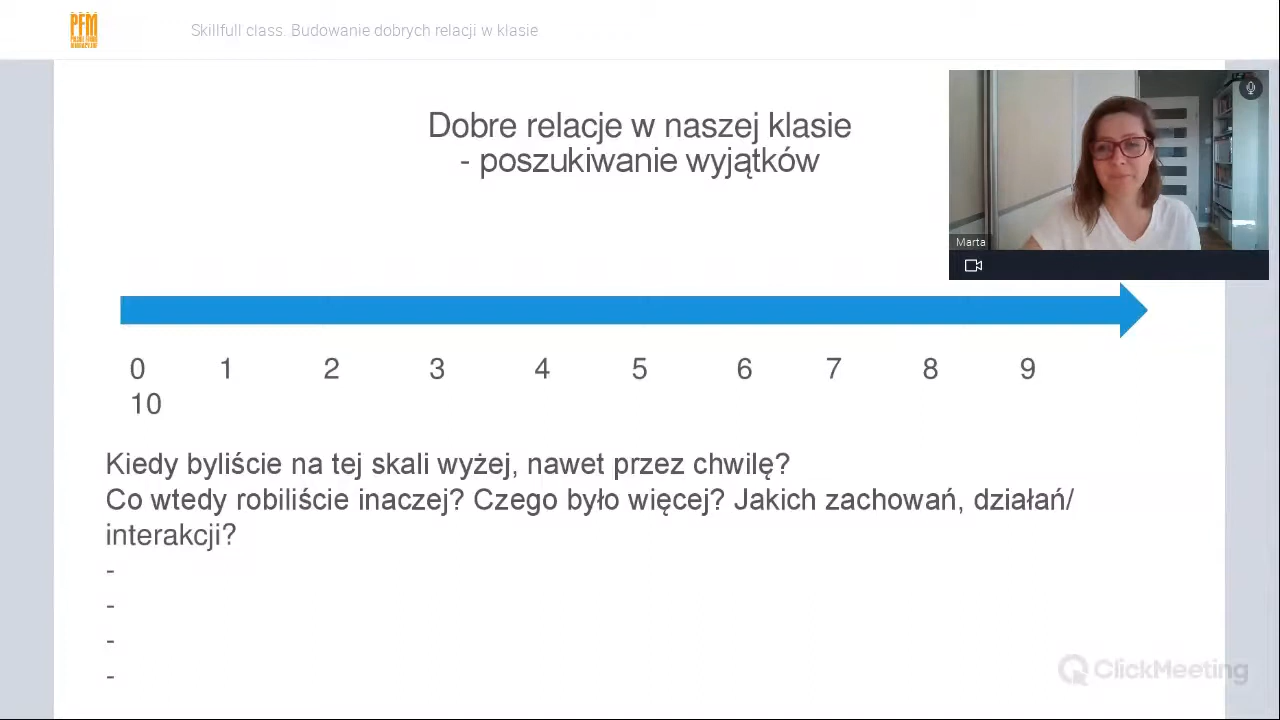 PFM
Skillfull class. Budowanie dobrych relacji w klasie
Dobre relacje w naszej klasie
- poszukiwanie wyjątków
Marta
0 1 2 3 4 5 6 7 8 9
10
Kiedy byliście na tej skali wyżej, nawet przez chwilę?
Co wtedy robiliście inaczej? Czego było więcej? Jakich zachowań, działań/
interakcji?
-
-
-
-
ClickMeeting